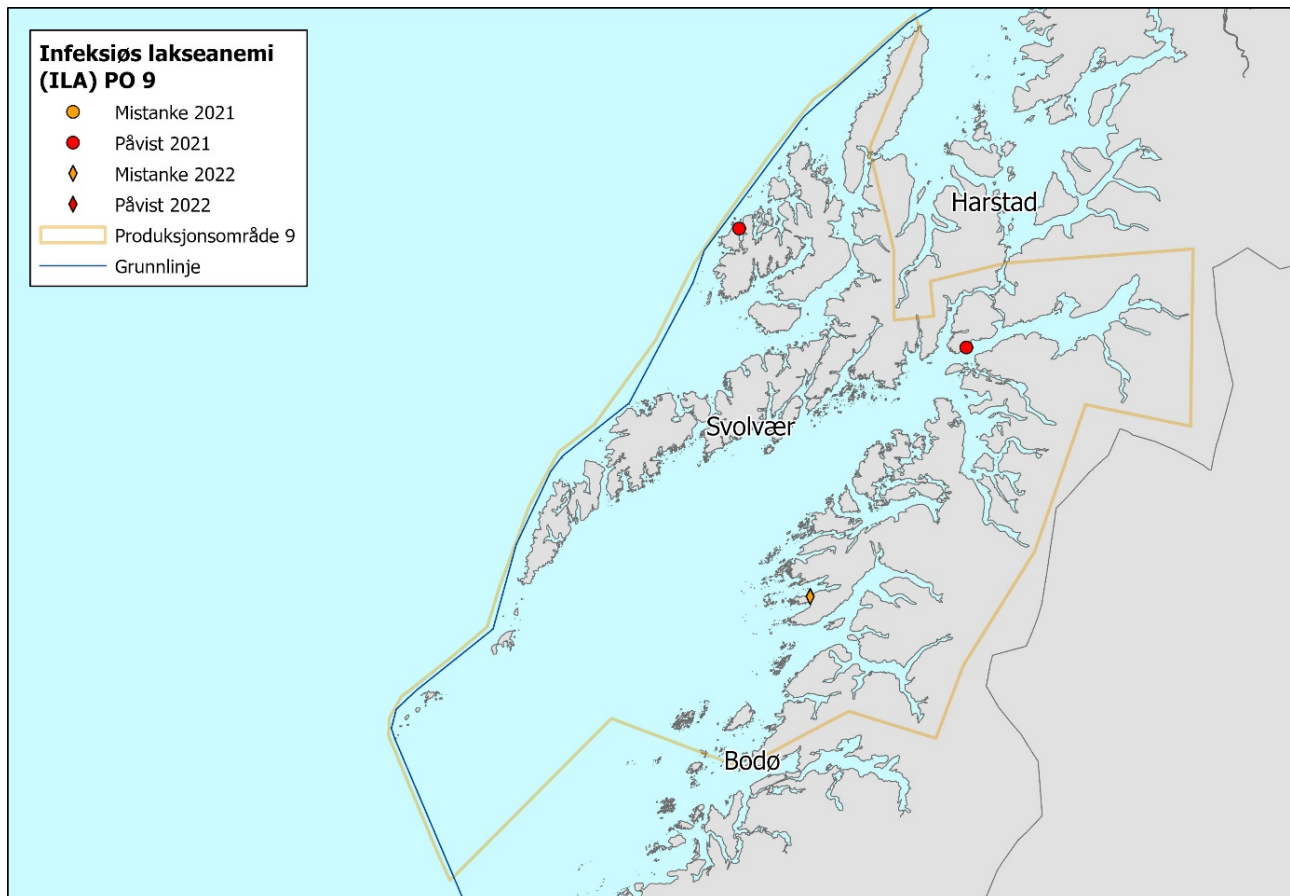 Infeksiøs lakseanemi
(ILA) PO 9
Mistanke 2021
Påvist 2021
Mistanke 2022
Påvist 2022
Produksjonsområde 9
Grunnlinje
Harstad
Svolvær
Bodø